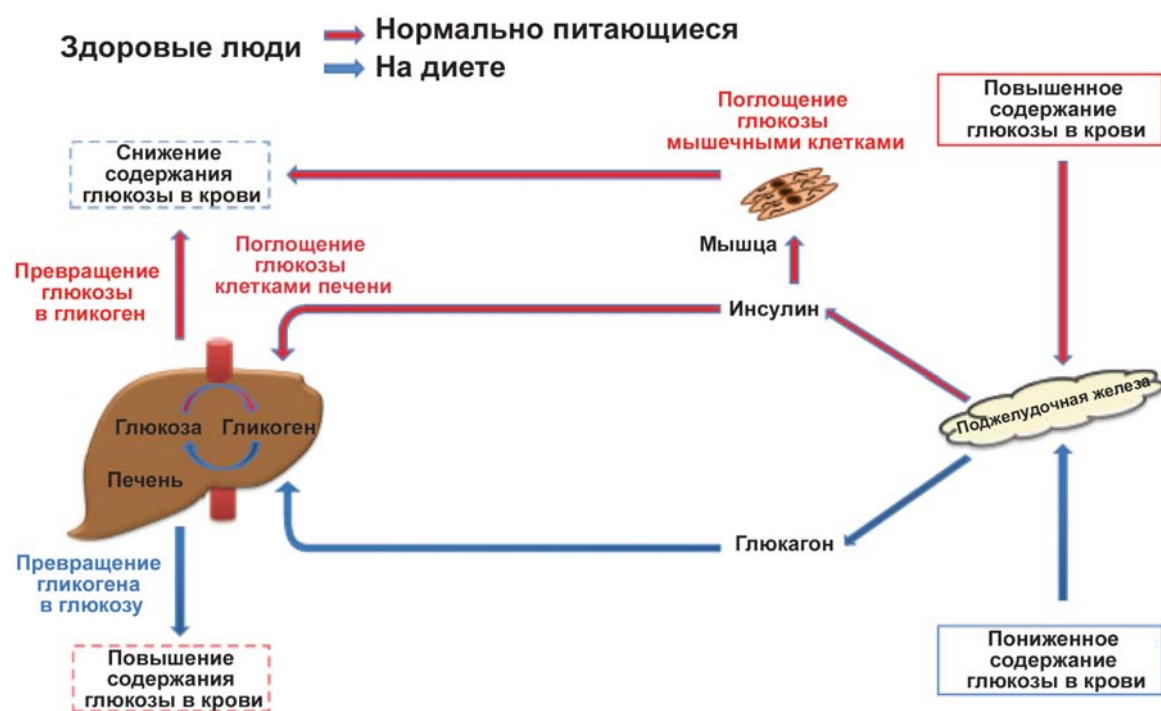 Здоровые люди
Нормально питающиеся
На диете
Повышенное
содержание
глюкозы в крови
Поглощение
глюкозы
мышечными клетками
Снижение
содержания
глюкозы в крови
Мышца
Поглощение
глюкозы
клетками печени
Превращение
глюкозы
в гликоген
Инсулин
Поджелудочная железа
Глюкоза
Гликоген
Печень
Глюкагон
Превращение
гликогена
в глюкозу
Повышение
содержания
глюкозы в крови
Пониженное
содержание
глюкозы в крови